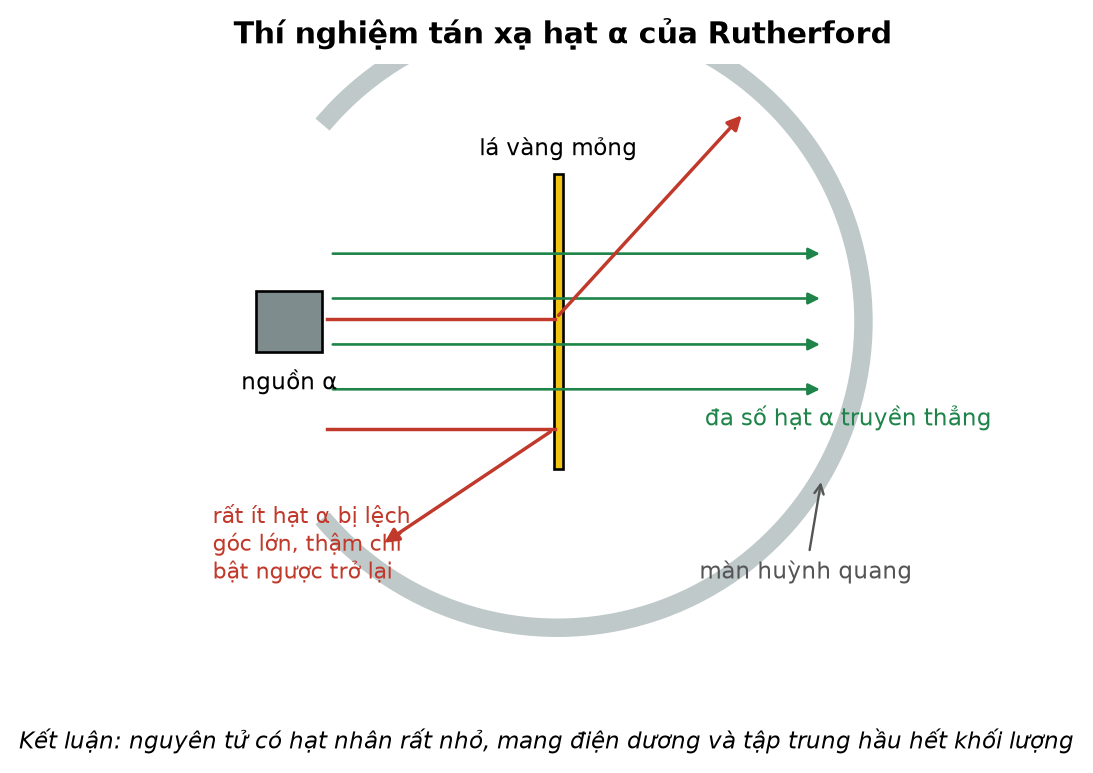 Thí nghiệm tán xạ hạt α của Rutherford
lá vàng mỏng
nguồn α
đa số hạt α truyền thẳng
rất ít hạt α bị lệch
góc lớn, thậm chí
bật ngược trở lại
màn huỳnh quang
Kết luận: nguyên tử có hạt nhân rất nhỏ, mang điện dương và tập trung hầu hết khối lượng